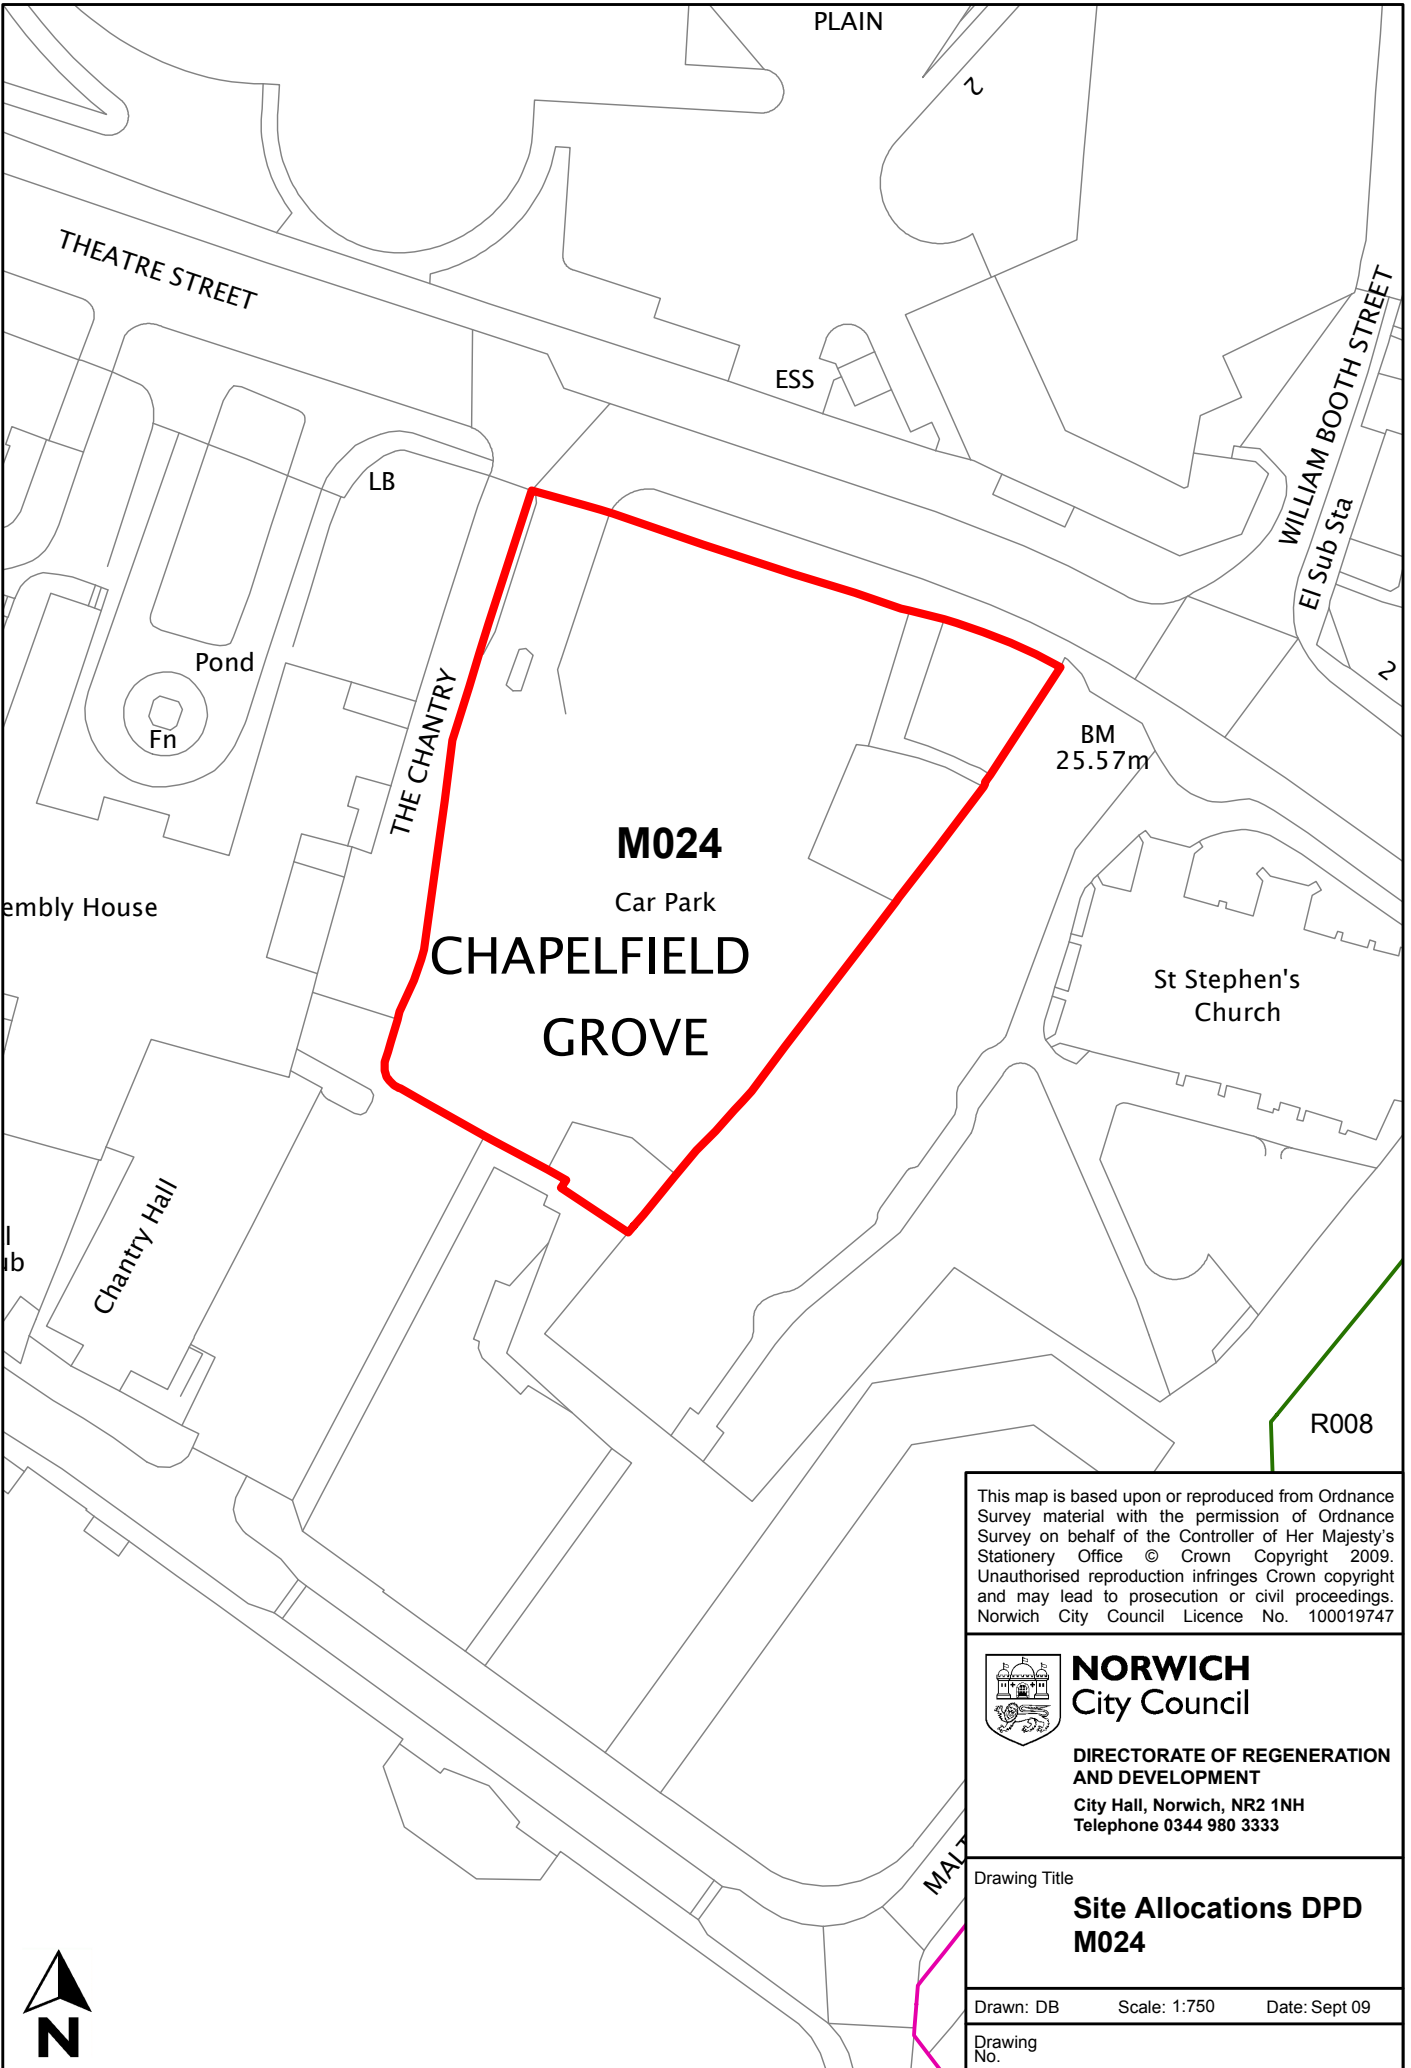 PLAIN
2
THEATRE STREET
WILLIAM BOOTH STREET
ESS
LB
El Sub Sta
Pond
2
THE CHANTRY
Fn
BM
25.57m
M024
Car Park
embly House
CHAPELFIELD
GROVE
St Stephen's
Church
Chantry Hall
l
ub
R008
This map is based upon or reproduced from Ordnance
Survey material with the permission of Ordnance
Survey on behalf of the Controller of Her Majesty's
Stationery Office © Crown Copyright 2009.
Unauthorised reproduction infringes Crown copyright
and may lead to prosecution or civil proceedings.
Norwich City Council Licence No. 100019747
NORWICH
City Council
DIRECTORATE OF REGENERATION
AND DEVELOPMENT
City Hall, Norwich, NR2 1NH
Telephone 0344 980 3333
MALT
Drawing Title
Site Allocations DPD
M024
Drawn: DB Scale: 1:750 Date: Sept 09
Drawing
No.
N